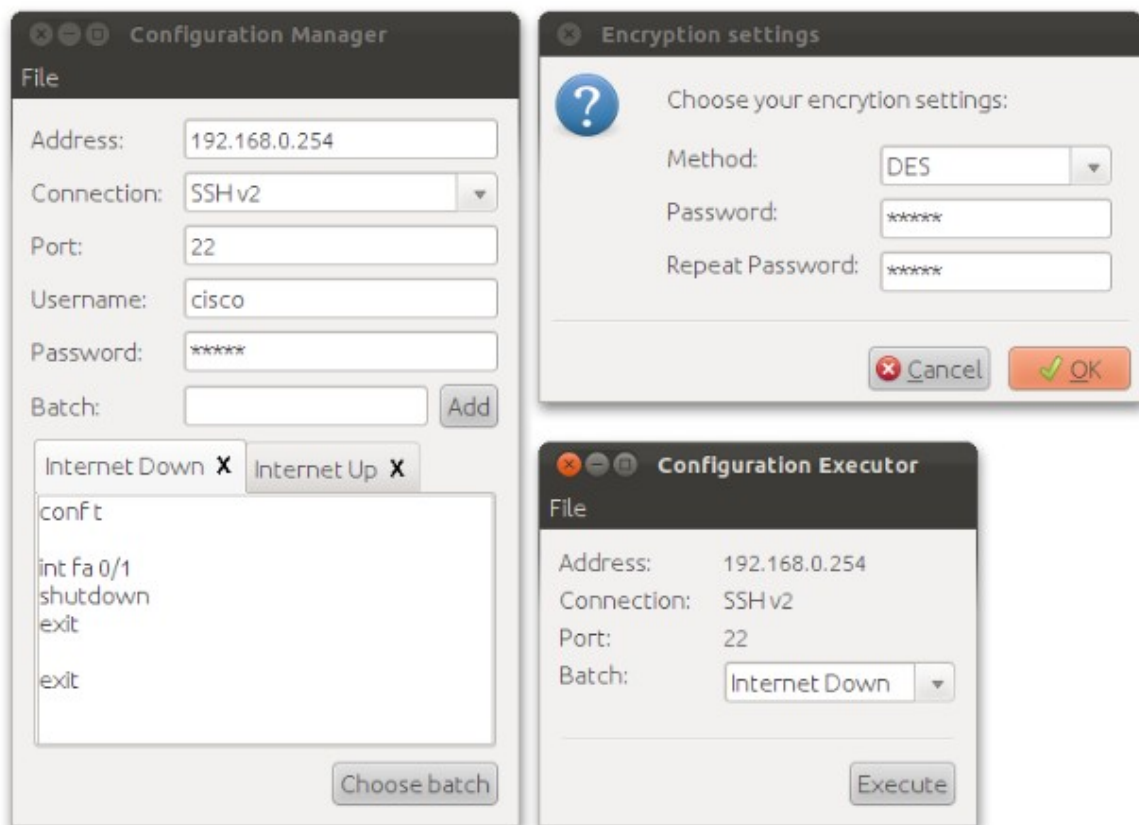 Configuration Manager
File
Address: 192.168.0.254
Connection: SSH v2
Port: 22
Username: cisco
Password: *****
Batch: Add
Internet Down X Internet Up X
conf t
int fa 0/1
shutdown
exit
exit
Choose batch
Encryption settings
?
Choose your encrytion settings:
Method: DES
Password: *****
Repeat Password: *****
Cancel OK
Configuration Executor
File
Address: 192.168.0.254
Connection: SSH v2
Port: 22
Batch: Internet Down
Execute